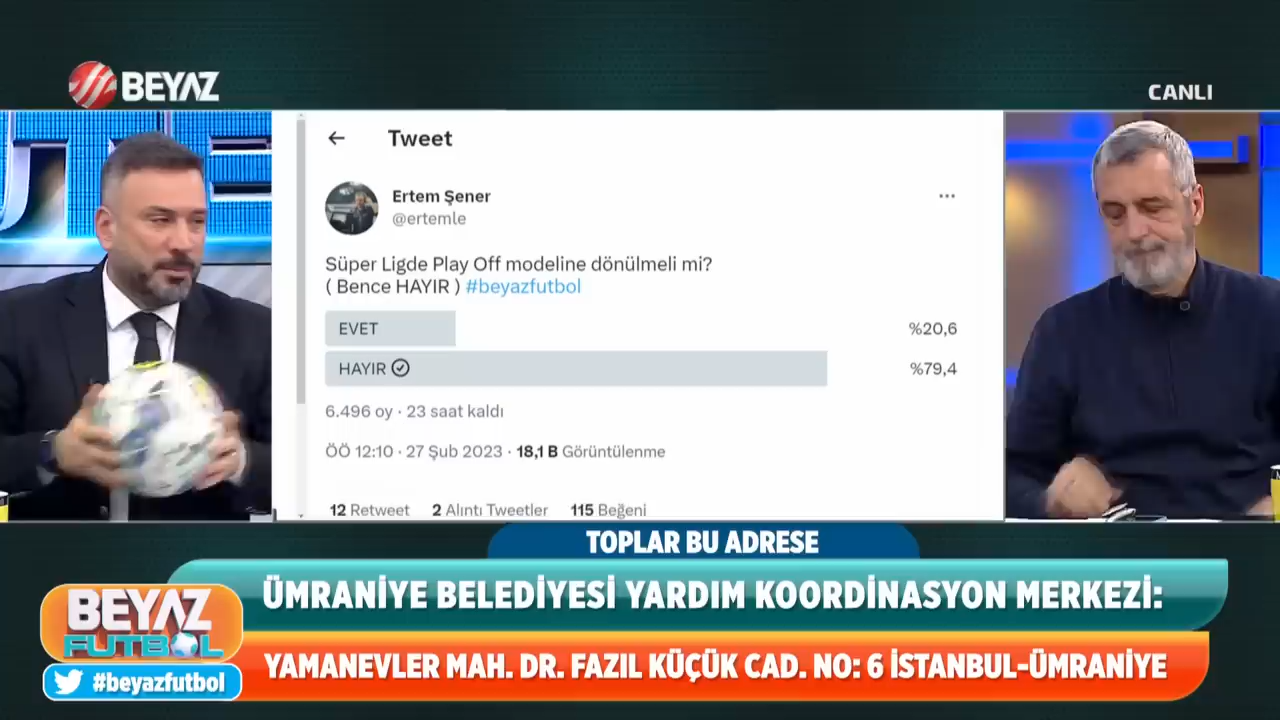 BEYAZ
CANLI
Tweet
Ertem Şener
@ertemle
Süper Ligde Play Off modeline dönülmeli mi?
( Bence HAYIR ) #beyazfutbol
EVET %20,6
HAYIR %79,4
6.496 oy · 23 saat kaldı
ÖÖ 12:10 · 27 Şub 2023 · 18,1 B Görüntülenme
12 Retweet 2 Alıntı Tweetler 115 Beğeni
TOPLAR BU ADRESE
ÜMRANİYE BELEDİYESİ YARDIM KOORDİNASYON MERKEZİ:
YAMANEVLER MAH. DR. FAZIL KÜÇÜK CAD. NO: 6 İSTANBUL-ÜMRANİYE
BEYAZ
FUTBOL
#beyazfutbol